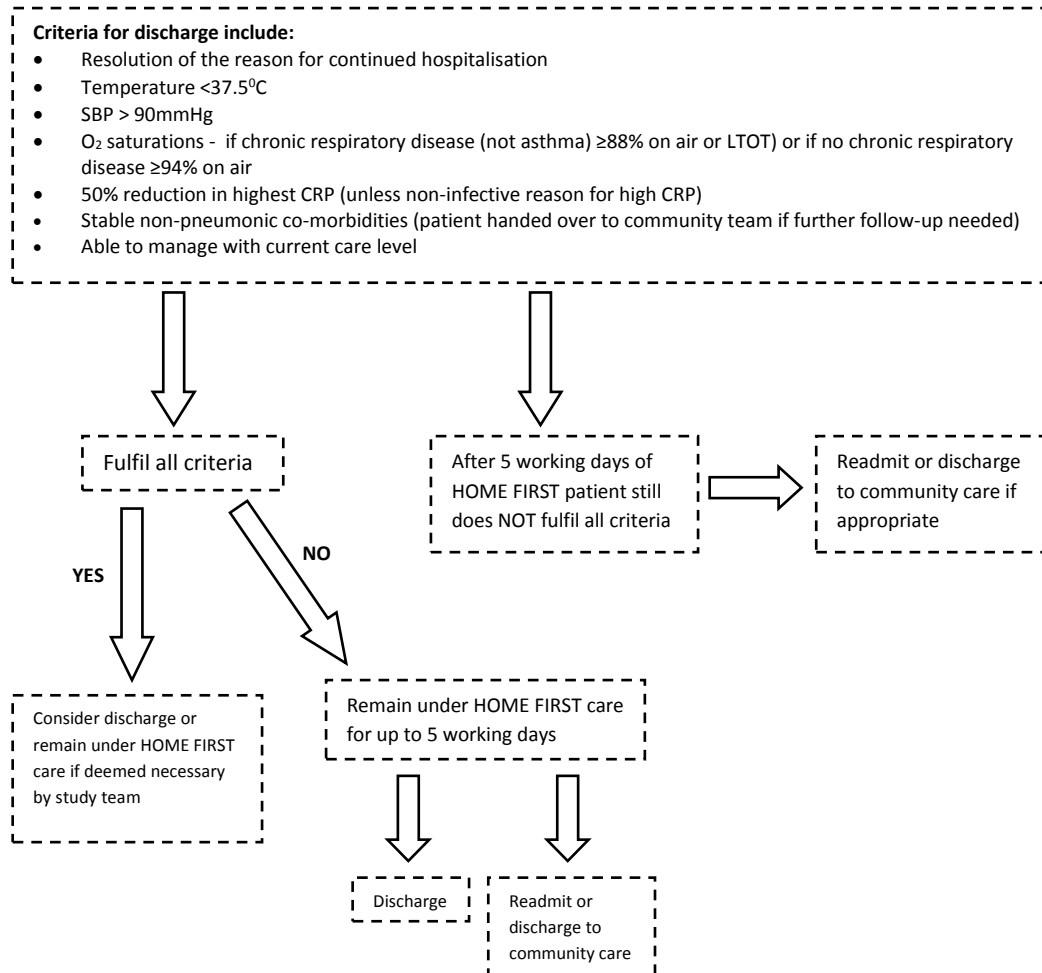 Criteria for discharge include:
• Resolution of the reason for continued hospitalisation
• Temperature <37.5⁰C
• SBP > 90mmHg
• O₂ saturations - if chronic respiratory disease (not asthma) ≥88% on air or LTOT) or if no chronic respiratory
disease ≥94% on air
• 50% reduction in highest CRP (unless non-infective reason for high CRP)
• Stable non-pneumonic co-morbidities (patient handed over to community team if further follow-up needed)
• Able to manage with current care level
Fulfil all criteria
After 5 working days of
HOME FIRST patient still
does NOT fulfil all criteria
Readmit or discharge
to community care if
appropriate
YES
NO
Consider discharge or
remain under HOME FIRST
care if deemed necessary
by study team
Remain under HOME FIRST care
for up to 5 working days
Discharge
Readmit or
discharge to
community care